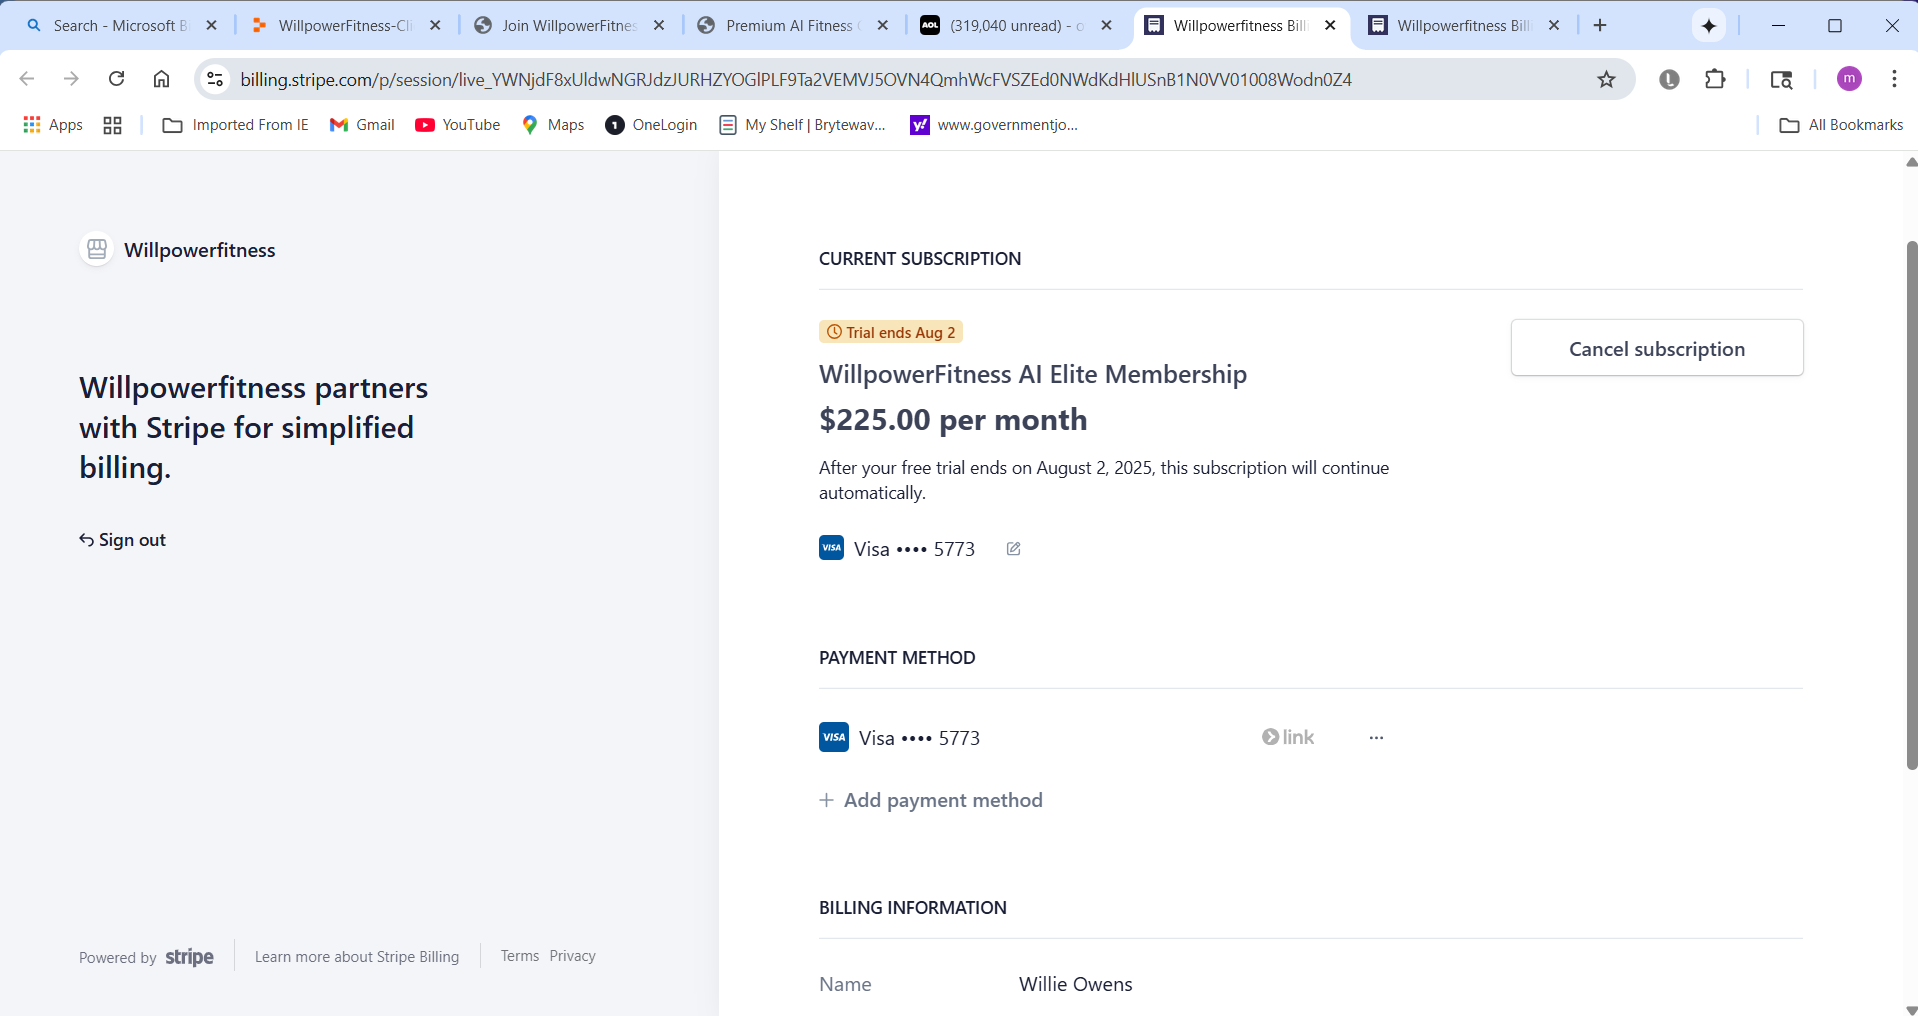 Search - Microsoft B
WillpowerFitness-Cli
Join WillpowerFitnes
Premium AI Fitness
AOL
(319,040 unread) - o
Willpowerfitness Bill
Willpowerfitness Bill
billing.stripe.com/p/session/live_YWNjdF8xUldwNGRJdzJURHZYOGlPLF9Ta2VEMVJ5OVN4QmhWcFVSZEd0NWdKdHlUSnB1N0VV01008Wodn0Z4
m
Apps
Imported From IE
Gmail
YouTube
Maps
1
OneLogin
My Shelf | Brytewav...
y!
www.governmentjo...
All Bookmarks
Willpowerfitness
Willpowerfitness partners
with Stripe for simplified
billing.
Sign out
Powered by stripe
Learn more about Stripe Billing
Terms Privacy
CURRENT SUBSCRIPTION
Trial ends Aug 2
WillpowerFitness AI Elite Membership
$225.00 per month
Cancel subscription
After your free trial ends on August 2, 2025, this subscription will continue
automatically.
VISA Visa •••• 5773
PAYMENT METHOD
VISA Visa •••• 5773
link
···
+ Add payment method
BILLING INFORMATION
Name Willie Owens